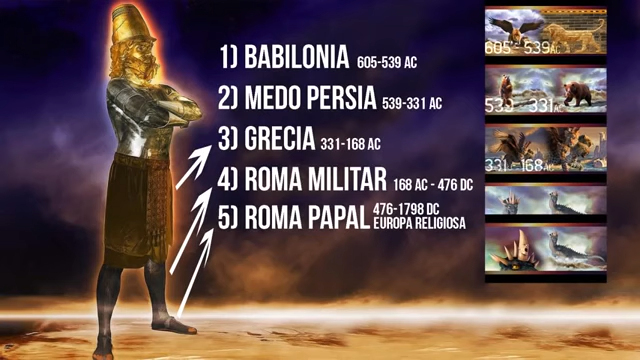 1) BABILONIA 605-539 AC
2) MEDO PERSIA 539-331 AC
3) GRECIA 331-168 AC
4) ROMA MILITAR 168 AC - 476 DC
5) ROMA PAPAL 476-1798 DC
EUROPA RELIGIOSA
605 - 539 AC
539 - 331 AC
331 - 168 AC